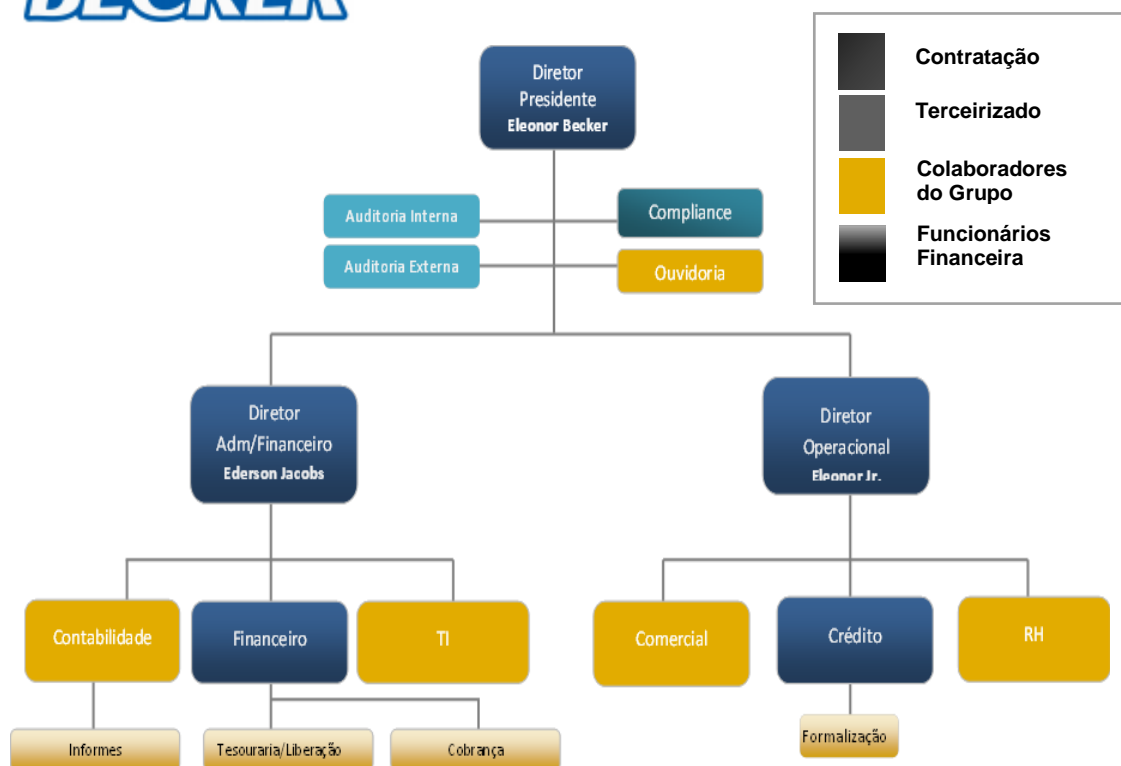 BECKER
Contratação
Terceirizado
Colaboradores
do Grupo
Funcionários
Financeira
Diretor
Presidente
Eleonor Becker
Auditoria Interna
Compliance
Auditoria Externa
Ouvidoria
Diretor
Adm/Financeiro
Ederson Jacobs
Diretor
Operacional
Eleonor Jr.
Contabilidade
Financeiro
TI
Comercial
Crédito
RH
Informes
Tesouraria/Liberação
Cobrança
Formalização